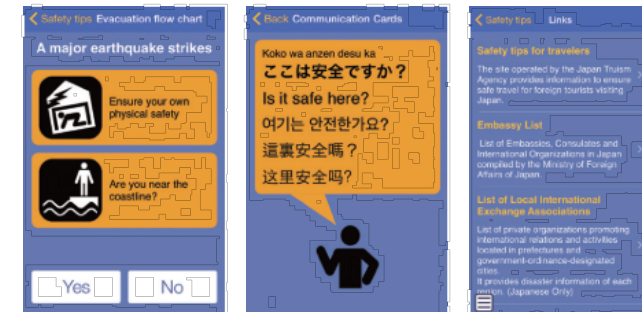 Safety tips Evacuation flow chart
A major earthquake strikes
Ensure your own
physical safety
Are you near the
coastline?
Yes No
Back Communication Cards
Koko wa anzen desu ka
ここは安全ですか？
Is it safe here?
여기는 안전한가요?
這裏安全嗎？
这里安全吗?
Safety tips Links
Safety tips for travelers
The site operated by the Japan Truism
Agency provides information to ensure
safe travel for foreign tourists visiting
Japan.
Embassy List
List of Embassies, Consulates and
International Organizations in Japan
compiled by the Ministry of Foreign
Affairs of Japan.
List of Local International
Exchange Associations
List of private organizations promoting
international relations and activities
located in prefectures and
government-ordinance-designated
cities.
It provides disaster information of each
region. (Japanese Only)